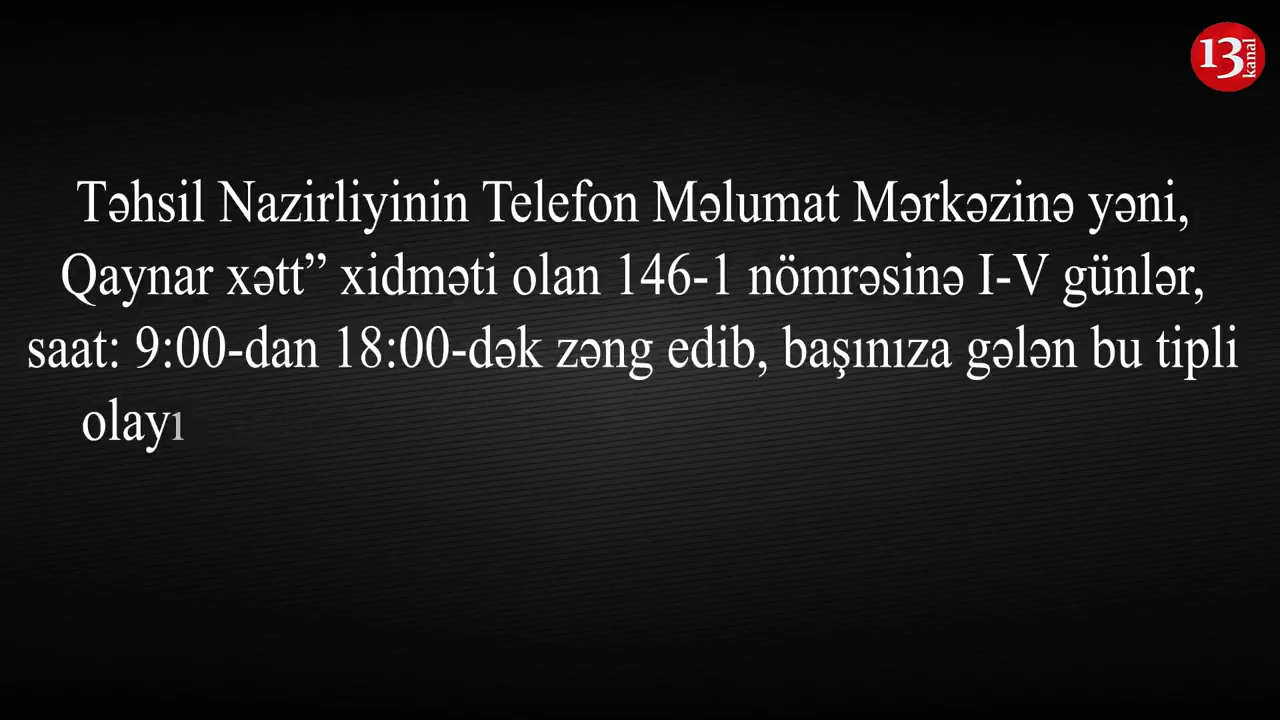 13 kanal
Təhsil Nazirliyinin Telefon Məlumat Mərkəzinə yəni,
Qaynar xətt” xidməti olan 146-1 nömrəsinə I-V günlər,
saat: 9:00-dan 18:00-dək zəng edib, başınıza gələn bu tipli
olayı